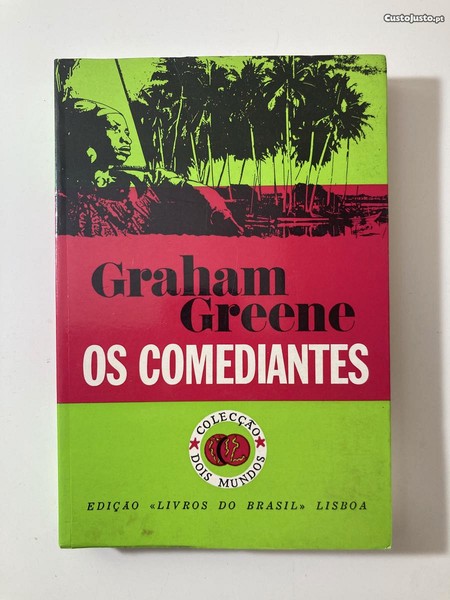 CustoJusto.pt
Graham
Greene
OS COMEDIANTES
COLECÇÃO
DOIS MUNDOS
EDIÇÃO «LIVROS DO BRASIL» LISBOA